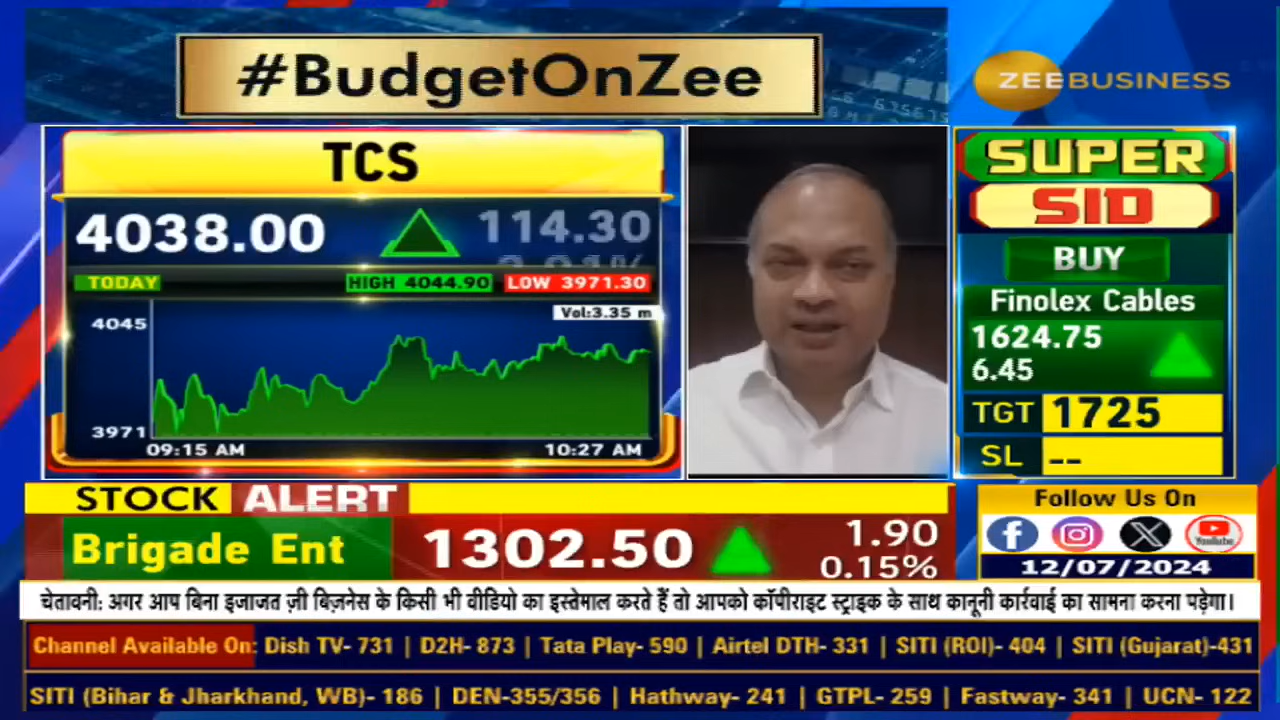 #BudgetOnZee
ZEEBUSINESS
TCS
4038.00 114.30
TODAY HIGH 4044.90 LOW 3971.30
Vol:3.35 m
4045
3971
09:15 AM 10:27 AM
SUPER
SID
BUY
Finolex Cables
1624.75
6.45
TGT 1725
SL --
STOCK ALERT
Brigade Ent 1302.50 1.90
0.15%
Follow Us On
YouTube
12/07/2024
चेतावनी: अगर आप बिना इजाजत ज़ी बिज़नेस के किसी भी वीडियो का इस्तेमाल करते हैं तो आपको कॉपीराइट स्ट्राइक के साथ कानूनी कार्रवाई का सामना करना पड़ेगा।
Channel Available On: Dish TV- 731 | D2H- 873 | Tata Play- 590 | Airtel DTH- 331 | SITI (ROI)- 404 | SITI (Gujarat)-431
SITI (Bihar & Jharkhand, WB)- 186 | DEN-355/356 | Hathway- 241 | GTPL- 259 | Fastway- 341 | UCN- 122